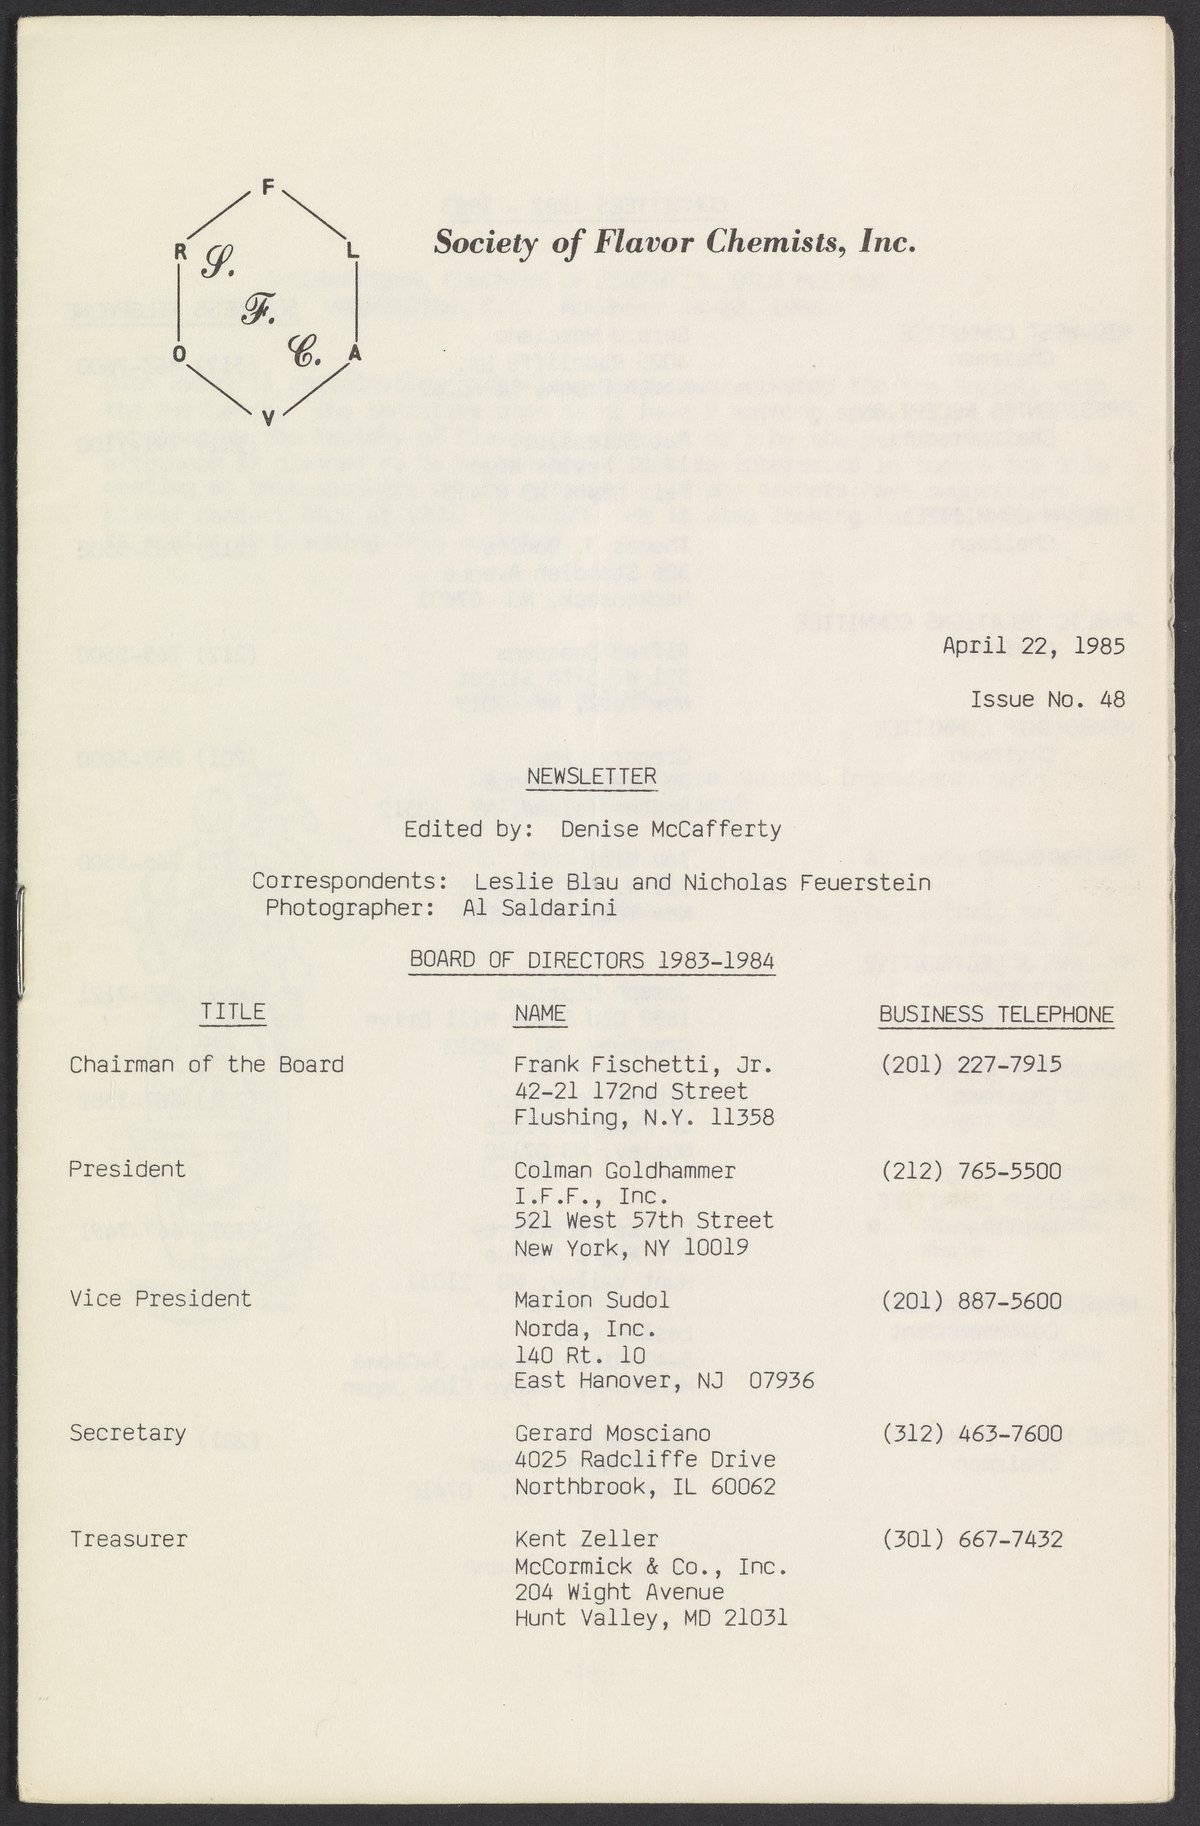 F
R L
S.
F.
C.
O A
V
Society of Flavor Chemists, Inc.
April 22, 1985
Issue No. 48
NEWSLETTER
Edited by: Denise McCafferty
Correspondents: Leslie Blau and Nicholas Feuerstein
Photographer: Al Saldarini
BOARD OF DIRECTORS 1983-1984
TITLE NAME BUSINESS TELEPHONE
Chairman of the Board Frank Fischetti, Jr. (201) 227-7915
42-21 172nd Street
Flushing, N.Y. 11358
President Colman Goldhammer (212) 765-5500
I.F.F., Inc.
521 West 57th Street
New York, NY 10019
Vice President Marion Sudol (201) 887-5600
Norda, Inc.
140 Rt. 10
East Hanover, NJ 07936
Secretary Gerard Mosciano (312) 463-7600
4025 Radcliffe Drive
Northbrook, IL 60062
Treasurer Kent Zeller (301) 667-7432
McCormick & Co., Inc.
204 Wight Avenue
Hunt Valley, MD 21031